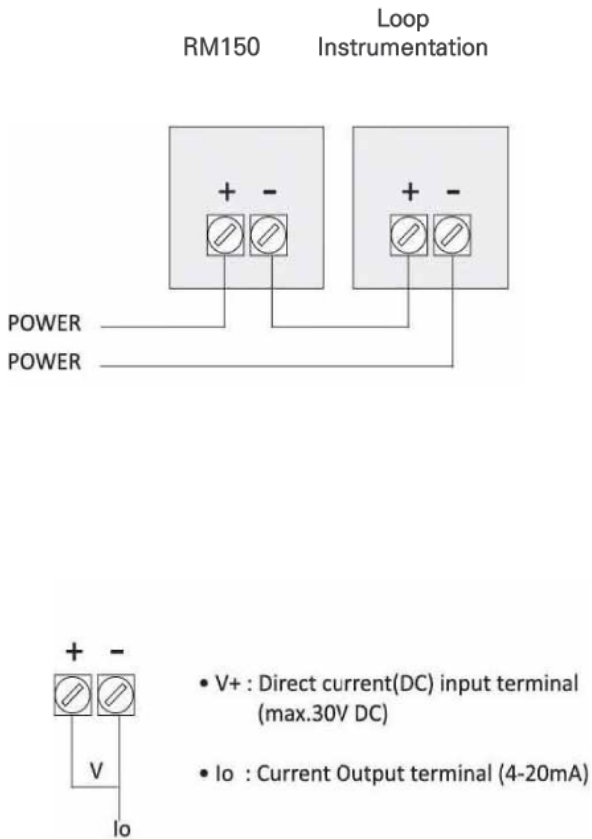 Loop
RM150 Instrumentation
+ - + -
POWER
POWER
+ -
• V+ : Direct current(DC) input terminal
(max.30V DC)
V
• Io : Current Output terminal (4-20mA)
Io